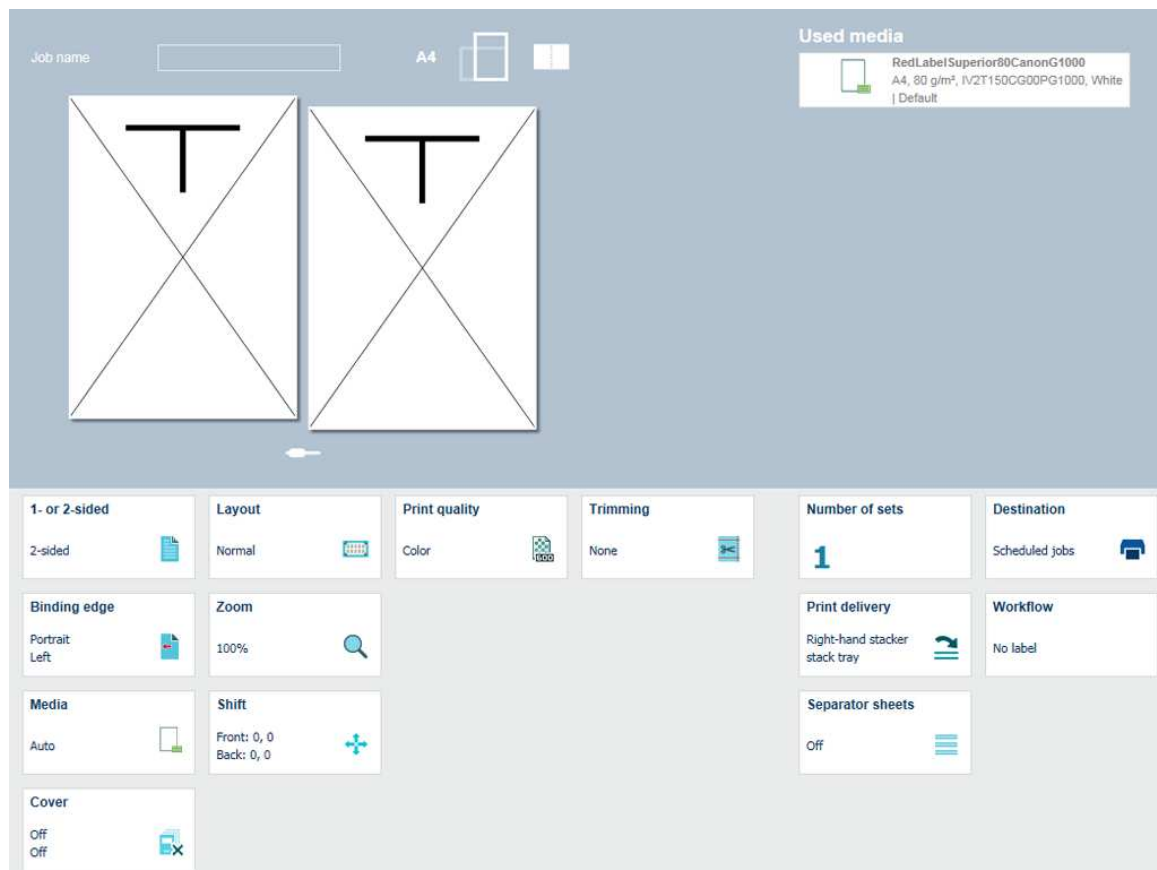 Job name
A4
Used media
RedLabelSuperior80CanonG1000
A4, 80 g/m², IV2T150CG00PG1000, White
| Default
T
T
1- or 2-sided
2-sided
Layout
Normal
Print quality
Color
600
Trimming
None
Number of sets
1
Destination
Scheduled jobs
Binding edge
Portrait
Left
Zoom
100%
Print delivery
Right-hand stacker
stack tray
Workflow
No label
Media
Auto
Shift
Front: 0, 0
Back: 0, 0
Separator sheets
Off
Cover
Off
Off